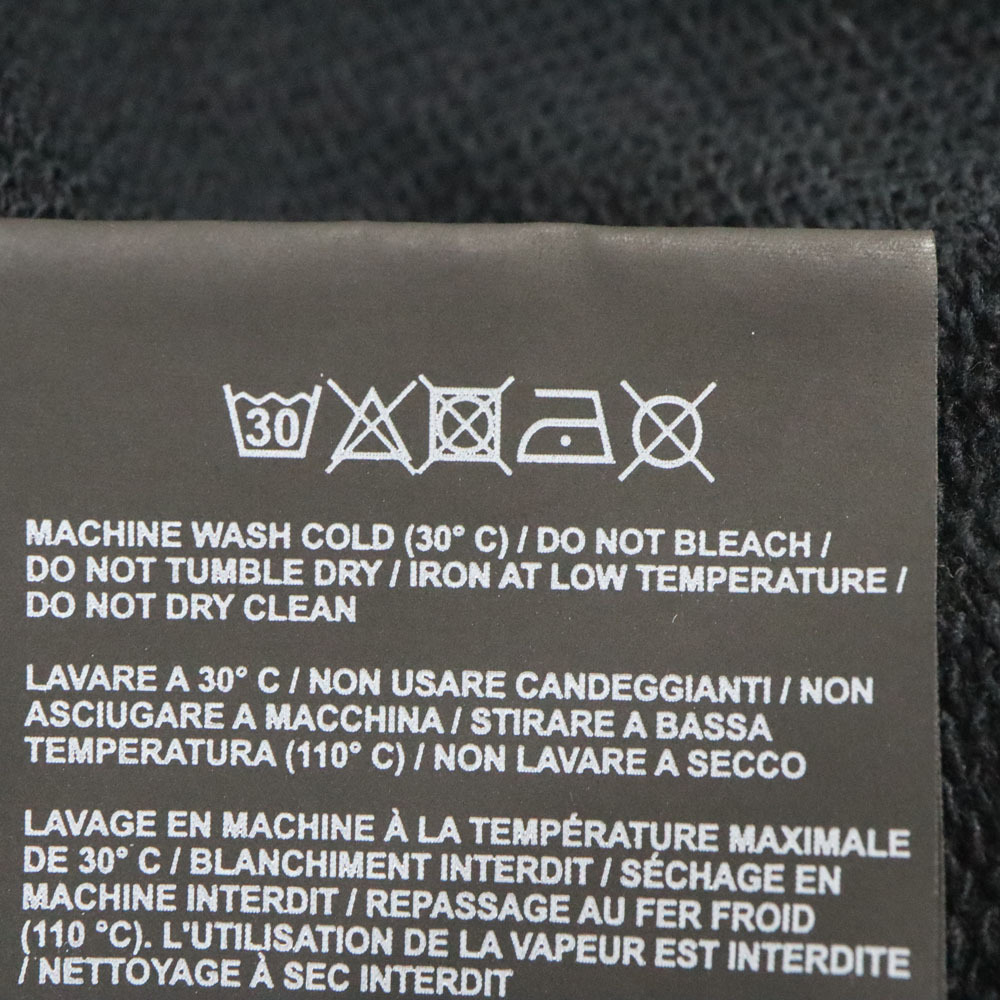 30
MACHINE WASH COLD (30° C) / DO NOT BLEACH /
DO NOT TUMBLE DRY / IRON AT LOW TEMPERATURE /
DO NOT DRY CLEAN
LAVARE A 30° C / NON USARE CANDEGGIANTI / NON
ASCIUGARE A MACCHINA / STIRARE A BASSA
TEMPERATURA (110° C) / NON LAVARE A SECCO
LAVAGE EN MACHINE À LA TEMPÉRATURE MAXIMALE
DE 30° C / BLANCHIMENT INTERDIT / SÉCHAGE EN
MACHINE INTERDIT / REPASSAGE AU FER FROID
(110 °C). L'UTILISATION DE LA VAPEUR EST INTERDITE
/ NETTOYAGE À SEC INTERDIT